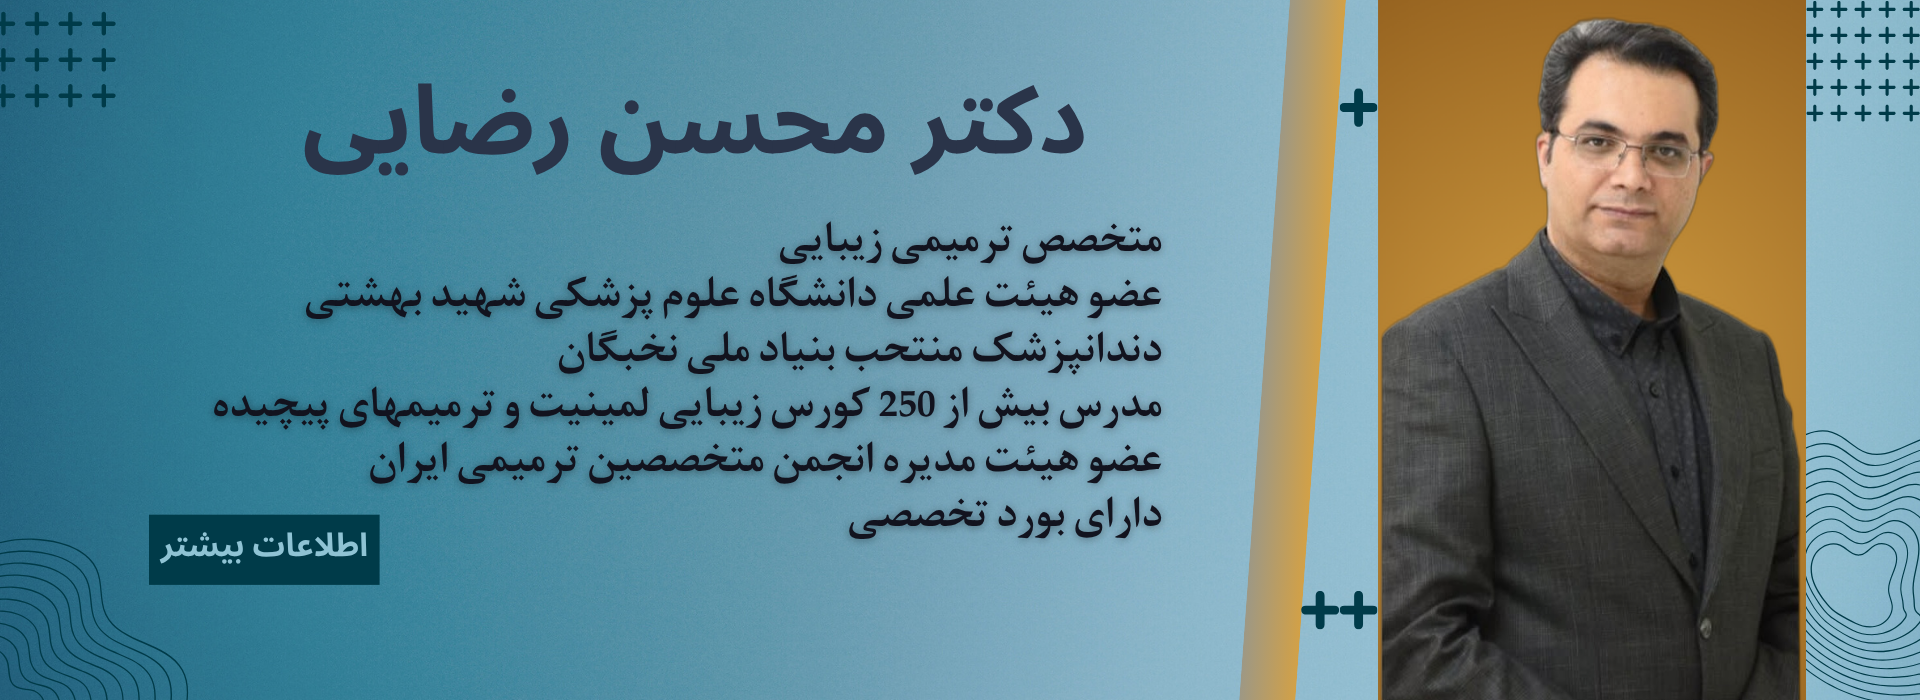 دکتر محسن رضایی
متخصص ترمیمی زیبایی
عضو هیئت علمی دانشگاه علوم پزشکی شهید بهشتی
دندانپزشک منتحب بنیاد ملی نخبگان
مدرس بیش از 250 کورس زیبایی لمینیت و ترمیمهای پیچیده
عضو هیئت مدیره انجمن متخصصین ترمیمی ایران
دارای بورد تخصصی
اطلاعات بیشتر